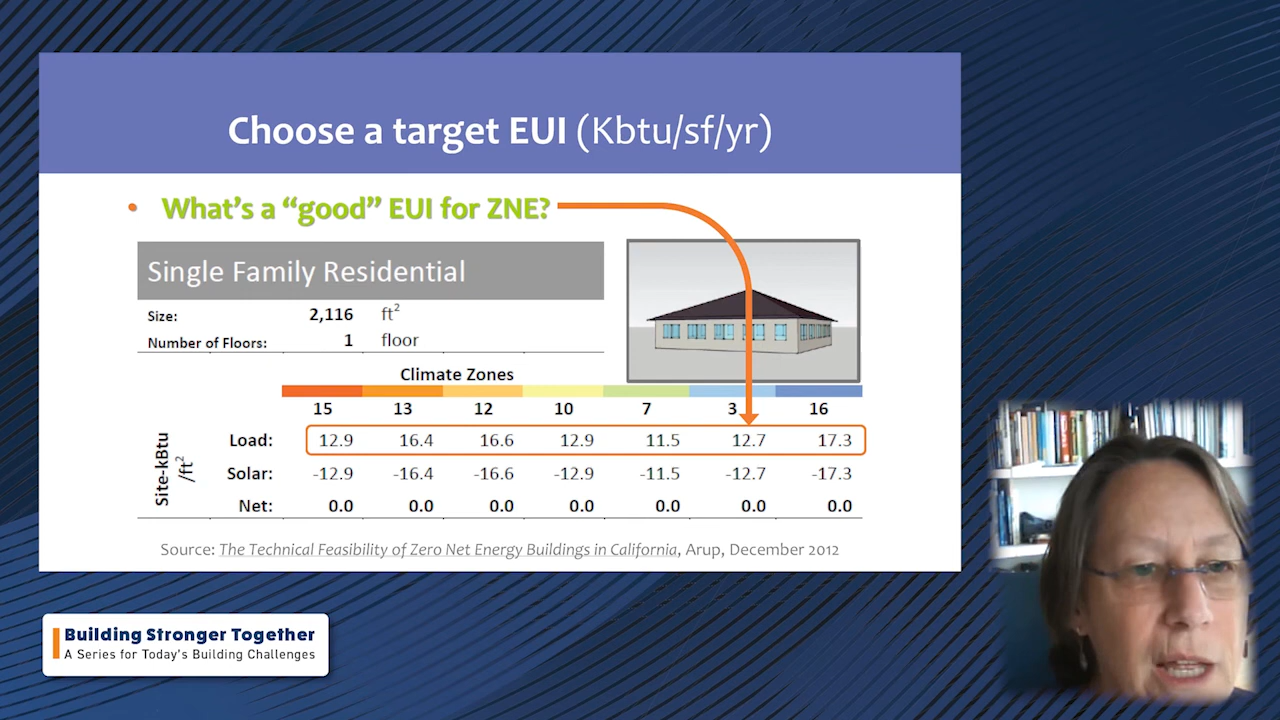 Choose a target EUI (Kbtu/sf/yr)
• What's a “good” EUI for ZNE?
Single Family Residential
Size: 2,116 ft²
Number of Floors: 1 floor
Climate Zones
15 13 12 10 7 3 16
Site-kBtu
/ft²
Load: 12.9 16.4 16.6 12.9 11.5 12.7 17.3
Solar: -12.9 -16.4 -16.6 -12.9 -11.5 -12.7 -17.3
Net: 0.0 0.0 0.0 0.0 0.0 0.0 0.0
Source: The Technical Feasibility of Zero Net Energy Buildings in California, Arup, December 2012
Building Stronger Together
A Series for Today's Building Challenges